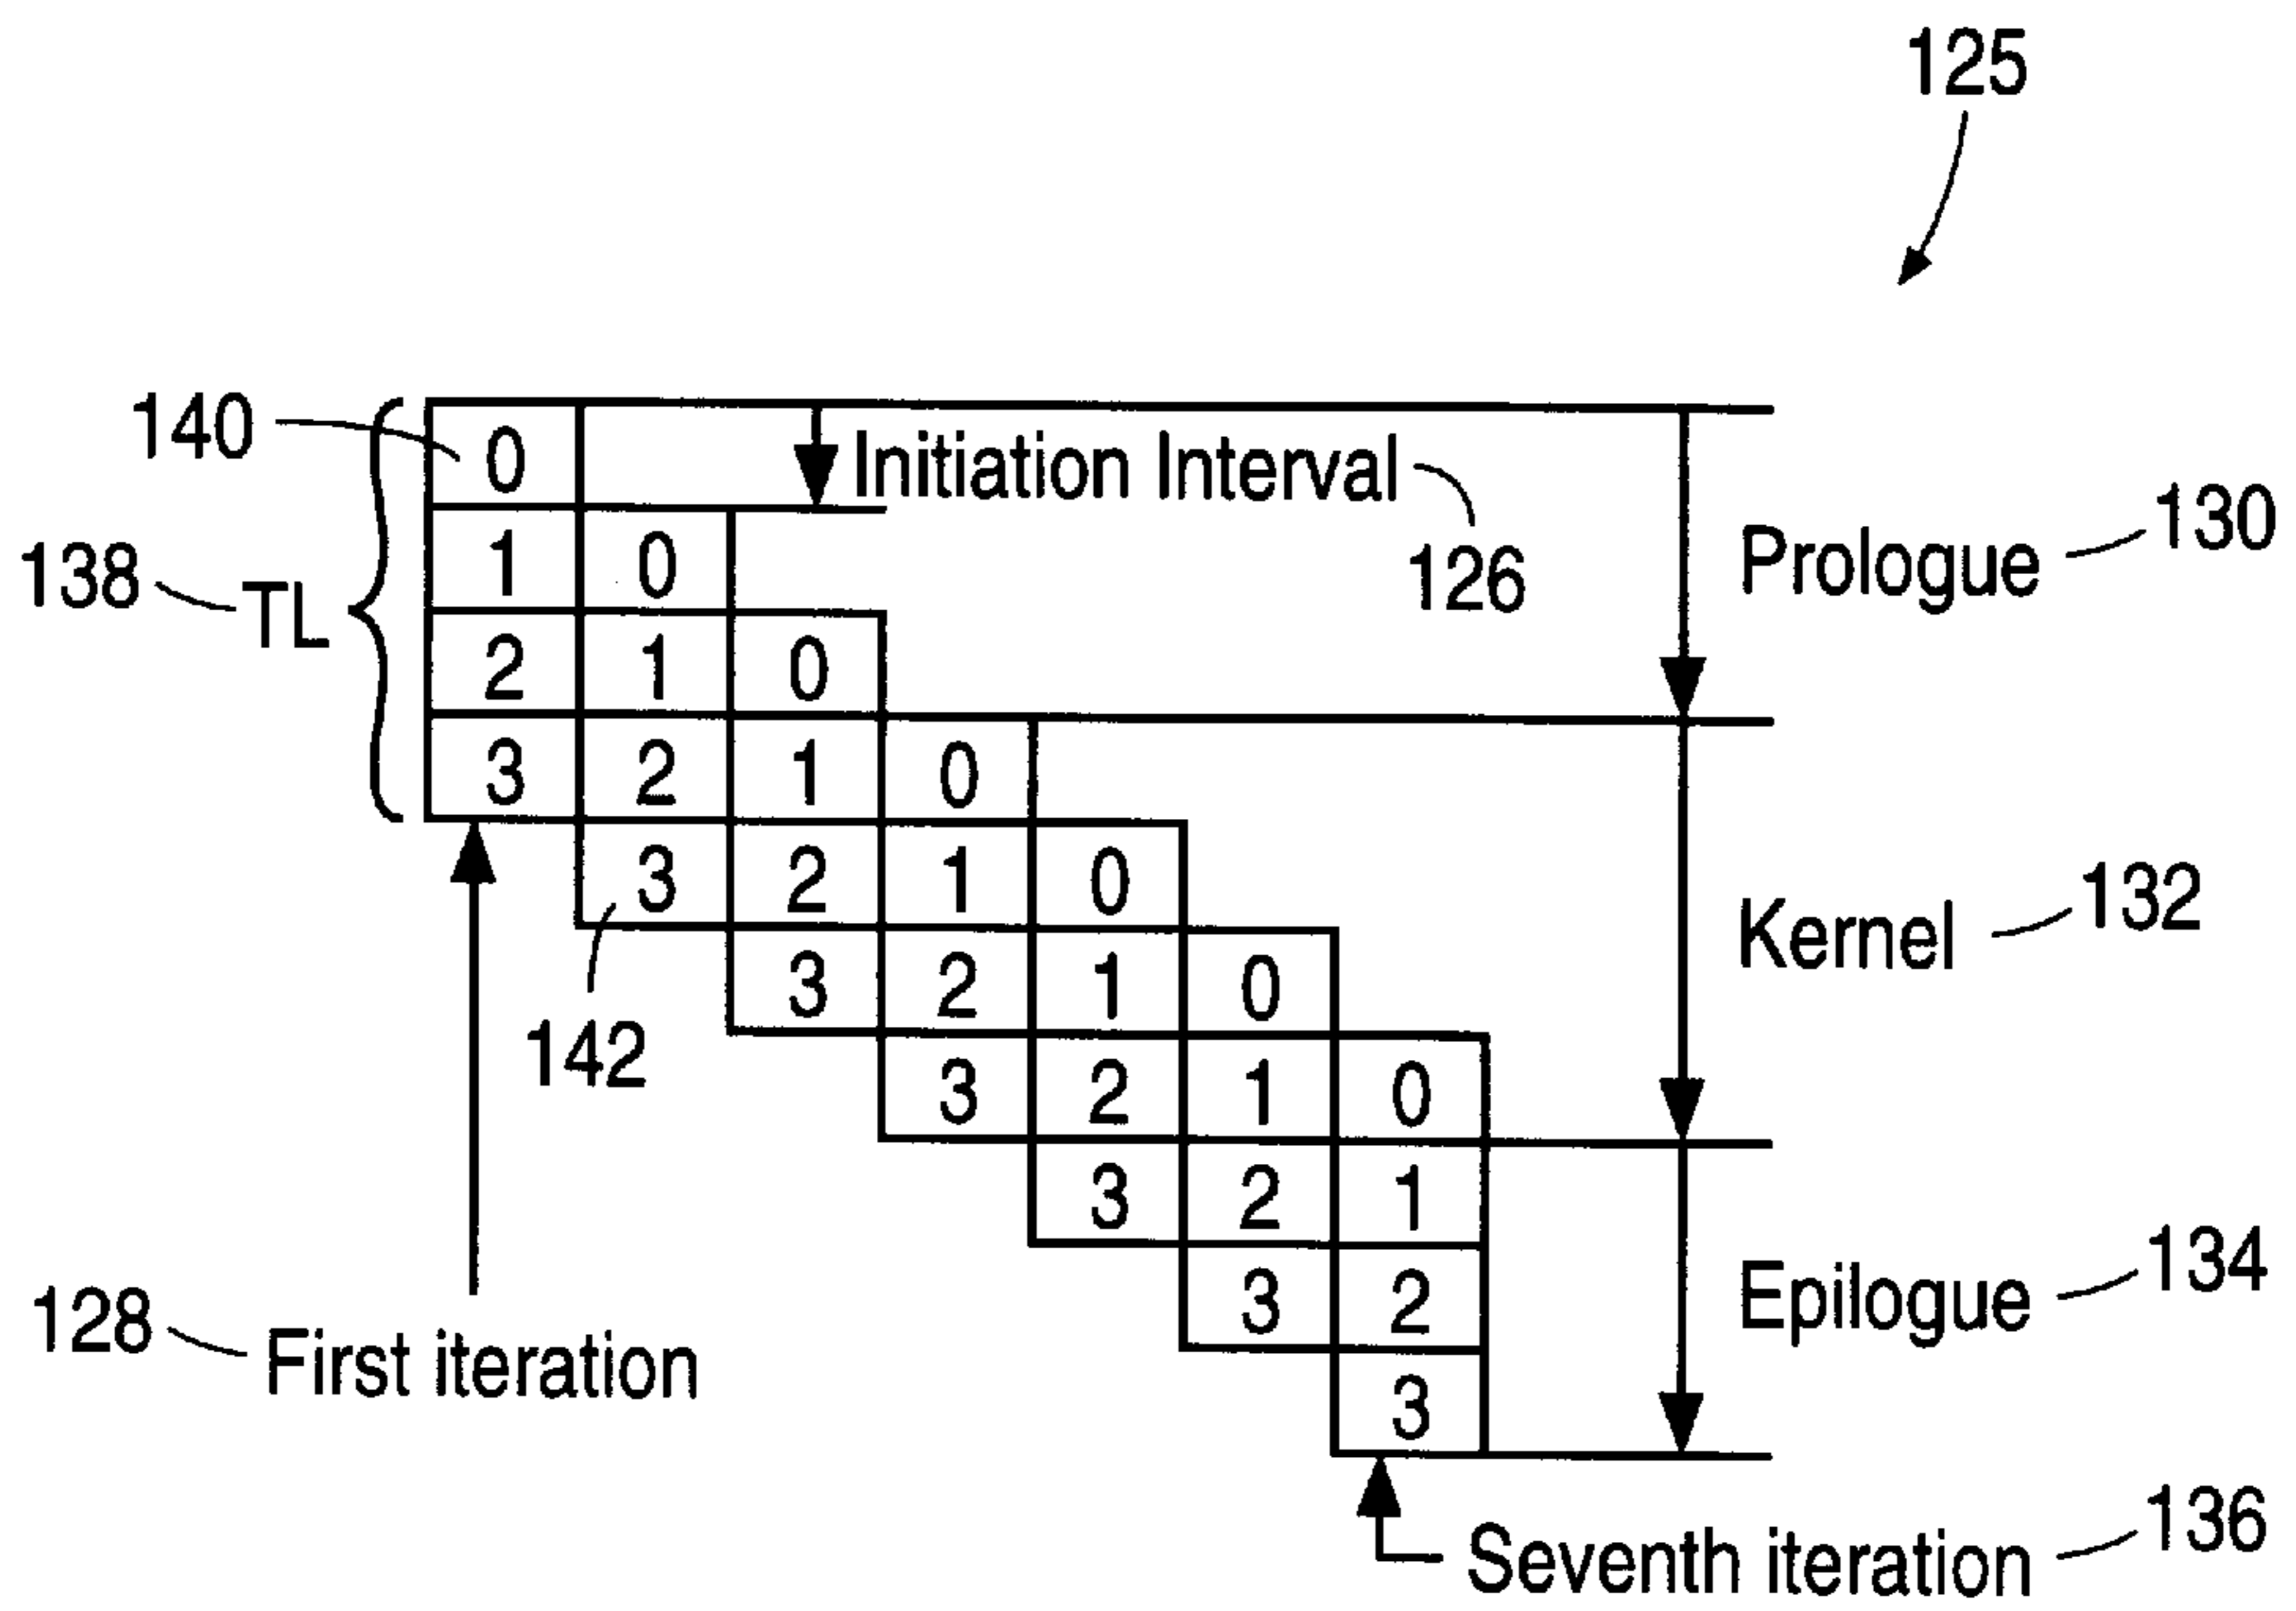 125
140
0
Initiation Interval
130
1 0
126
Prologue
138
TL
2 1 0
3 2 1 0
3 2 1 0
132
Kernel
3 2 1 0
142
3 2 1 0
3 2 1
134
128
3 2
Epilogue
First iteration
3
136
Seventh iteration